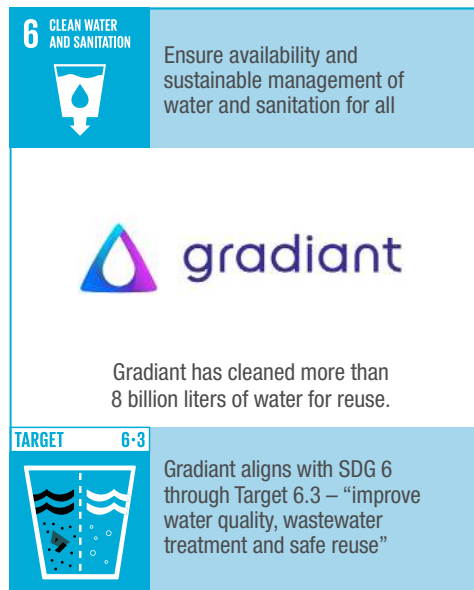 6 CLEAN WATER
AND SANITATION
Ensure availability and
sustainable management of
water and sanitation for all
gradiant
Gradiant has cleaned more than
8 billion liters of water for reuse.
TARGET 6·3
Gradiant aligns with SDG 6
through Target 6.3 – “improve
water quality, wastewater
treatment and safe reuse”